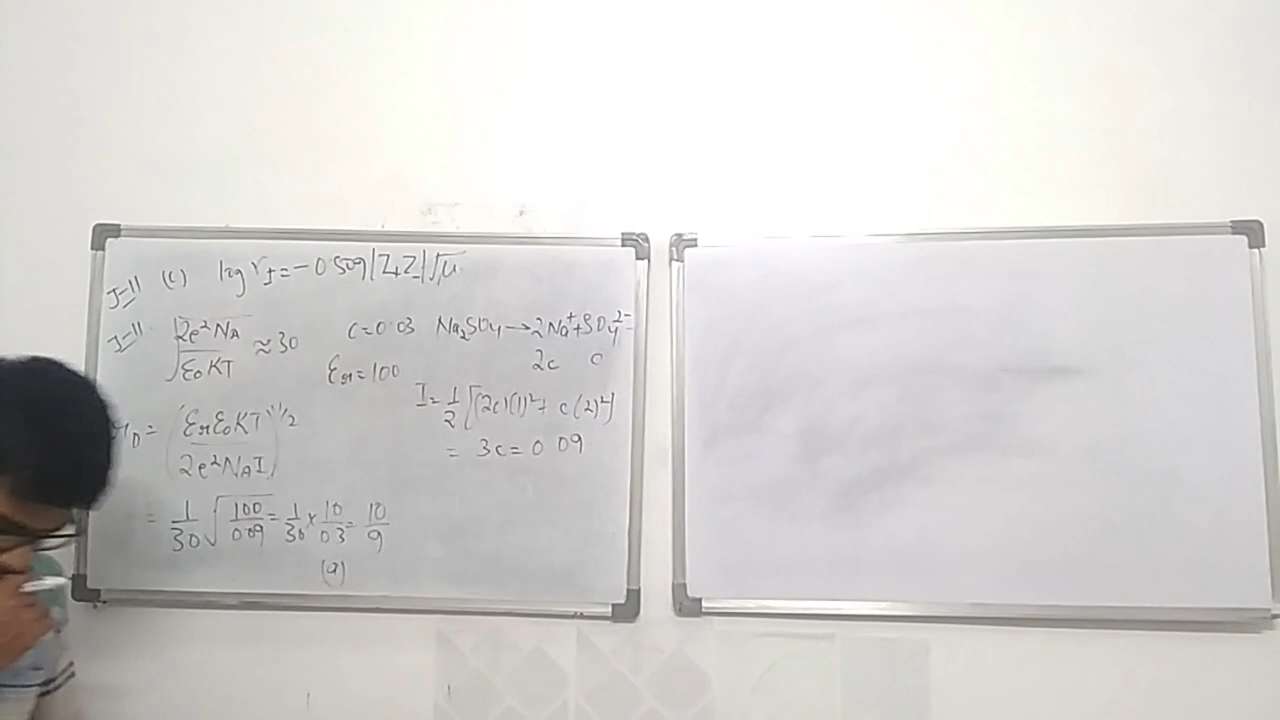 J=11 (c) log γ± = -0.509|Z+Z-|√μ
J=11 √(2e²NA/ε0KT) ≈ 30 C=0.03 Na2SO4 → 2Na⁺ + SO4²⁻
εr=100 2c c
I = 1/2 [(2c)(1)² + c(2)²]
= 3c = 0.09
rD = (εrε0KT / 2e²NAI)^1/2
= 1/30 √(100/0.09) = 1/30 × 10/0.3 = 10/9
(a)